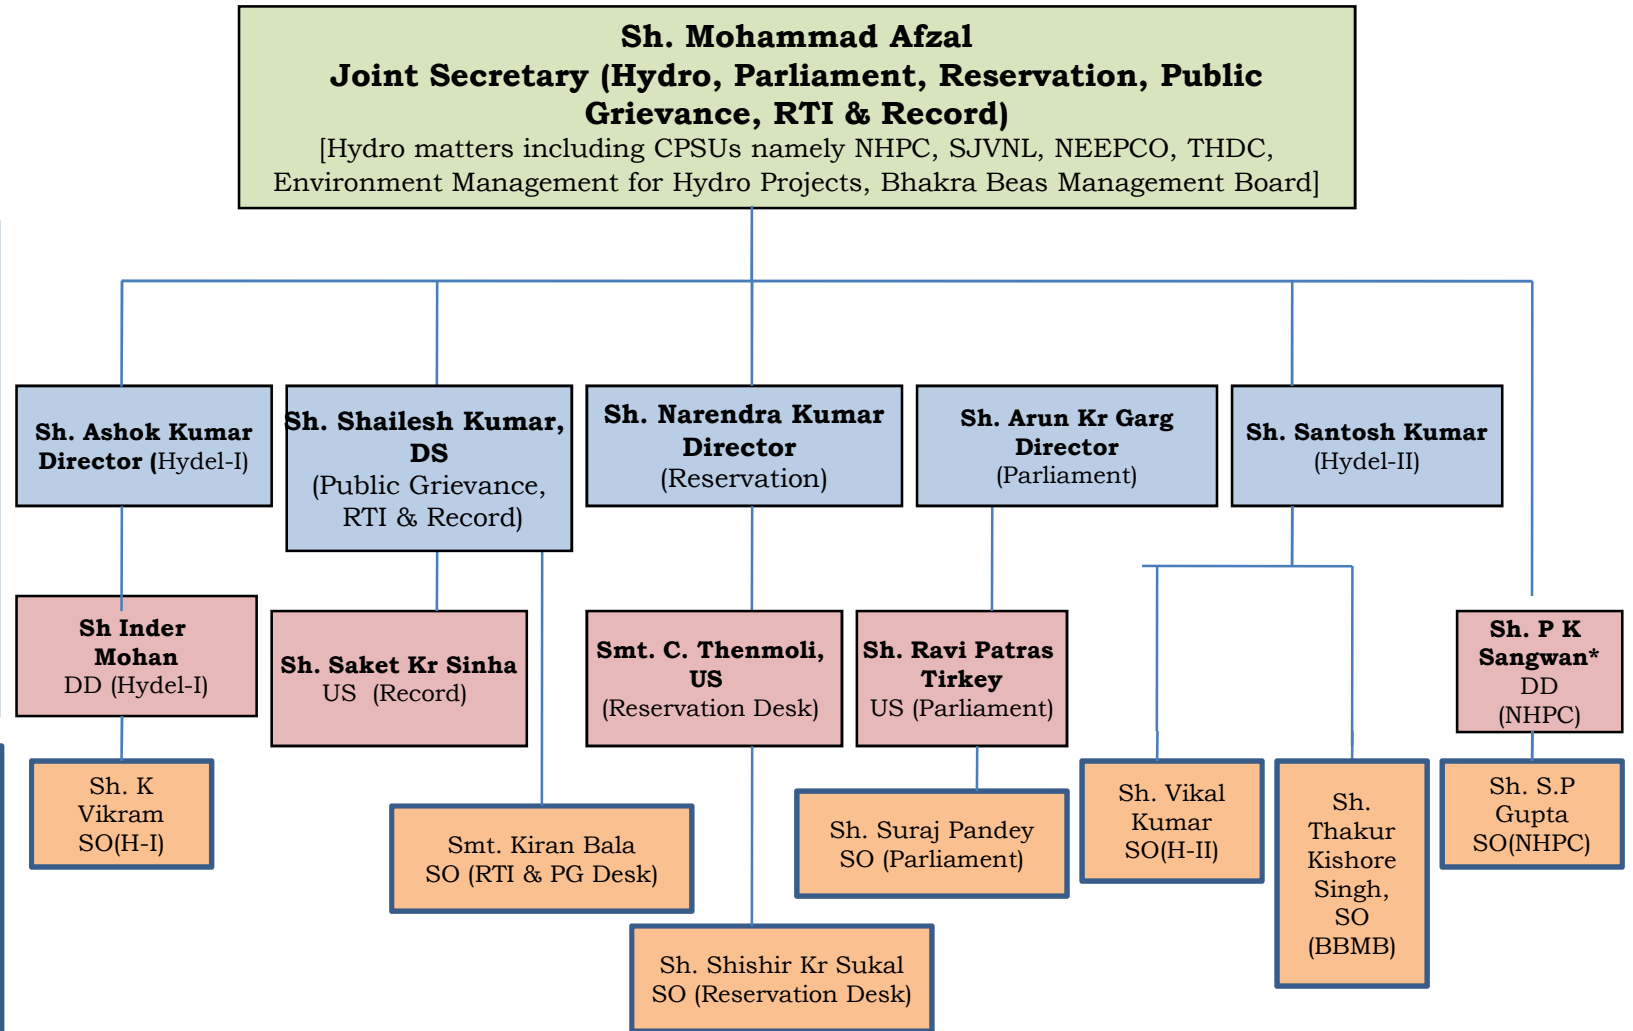 Sh. Mohammad Afzal
Joint Secretary (Hydro, Parliament, Reservation, Public
Grievance, RTI & Record)
[Hydro matters including CPSUs namely NHPC, SJVNL, NEEPCO, THDC,
Environment Management for Hydro Projects, Bhakra Beas Management Board]
Sh. Ashok Kumar
Director (Hydel-I)
Sh. Shailesh Kumar,
DS
(Public Grievance,
RTI & Record)
Sh. Narendra Kumar
Director
(Reservation)
Sh. Arun Kr Garg
Director
(Parliament)
Sh. Santosh Kumar
(Hydel-II)
Sh Inder
Mohan
DD (Hydel-I)
Sh. Saket Kr Sinha
US (Record)
Smt. C. Thenmoli,
US
(Reservation Desk)
Sh. Ravi Patras
Tirkey
US (Parliament)
Sh. P K
Sangwan*
DD
(NHPC)
Sh. K
Vikram
SO(H-I)
Smt. Kiran Bala
SO (RTI & PG Desk)
Sh. Shishir Kr Sukal
SO (Reservation Desk)
Sh. Suraj Pandey
SO (Parliament)
Sh. Vikal
Kumar
SO(H-II)
Sh.
Thakur
Kishore
Singh,
SO
(BBMB)
Sh. S.P
Gupta
SO(NHPC)